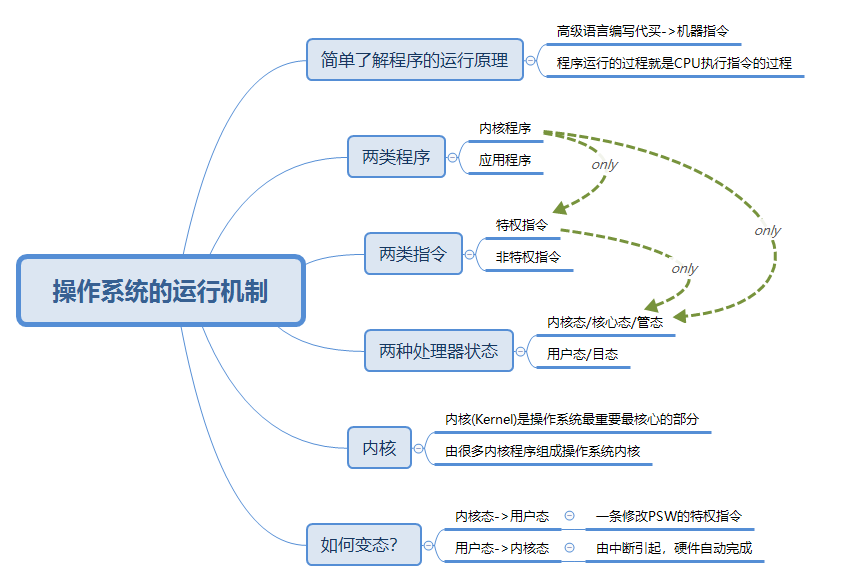 操作系统的运行机制
简单了解程序的运行原理
高级语言编写代买->机器指令
程序运行的过程就是CPU执行指令的过程
两类程序
内核程序
应用程序
only
两类指令
特权指令
非特权指令
only
only
两种处理器状态
内核态/核心态/管态
用户态/目态
内核
内核(Kernel)是操作系统最重要最核心的部分
由很多内核程序组成操作系统内核
如何变态？
内核态->用户态
一条修改PSW的特权指令
用户态->内核态
由中断引起，硬件自动完成